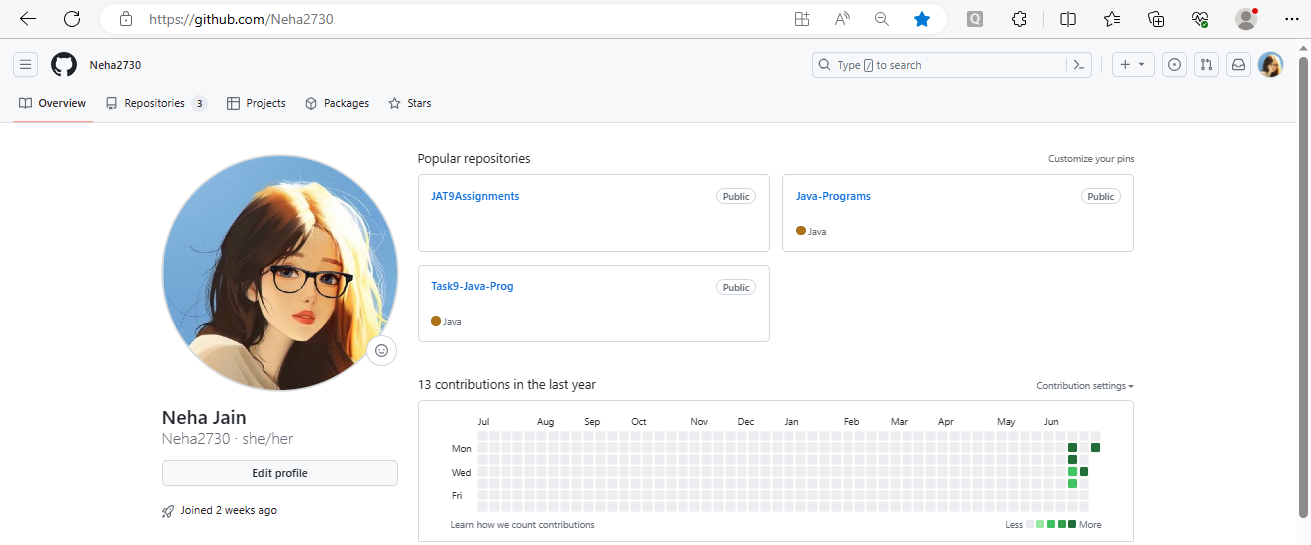 https://github.com/Neha2730
Neha2730
Type / to search
Overview Repositories 3 Projects Packages Stars
Popular repositories
Customize your pins
JAT9Assignments Public
Java-Programs Public
Java
Task9-Java-Prog Public
Java
13 contributions in the last year
Contribution settings
Jul Aug Sep Oct Nov Dec Jan Feb Mar Apr May Jun
Mon
Wed
Fri
Learn how we count contributions
Less More
Neha Jain
Neha2730 · she/her
Edit profile
Joined 2 weeks ago